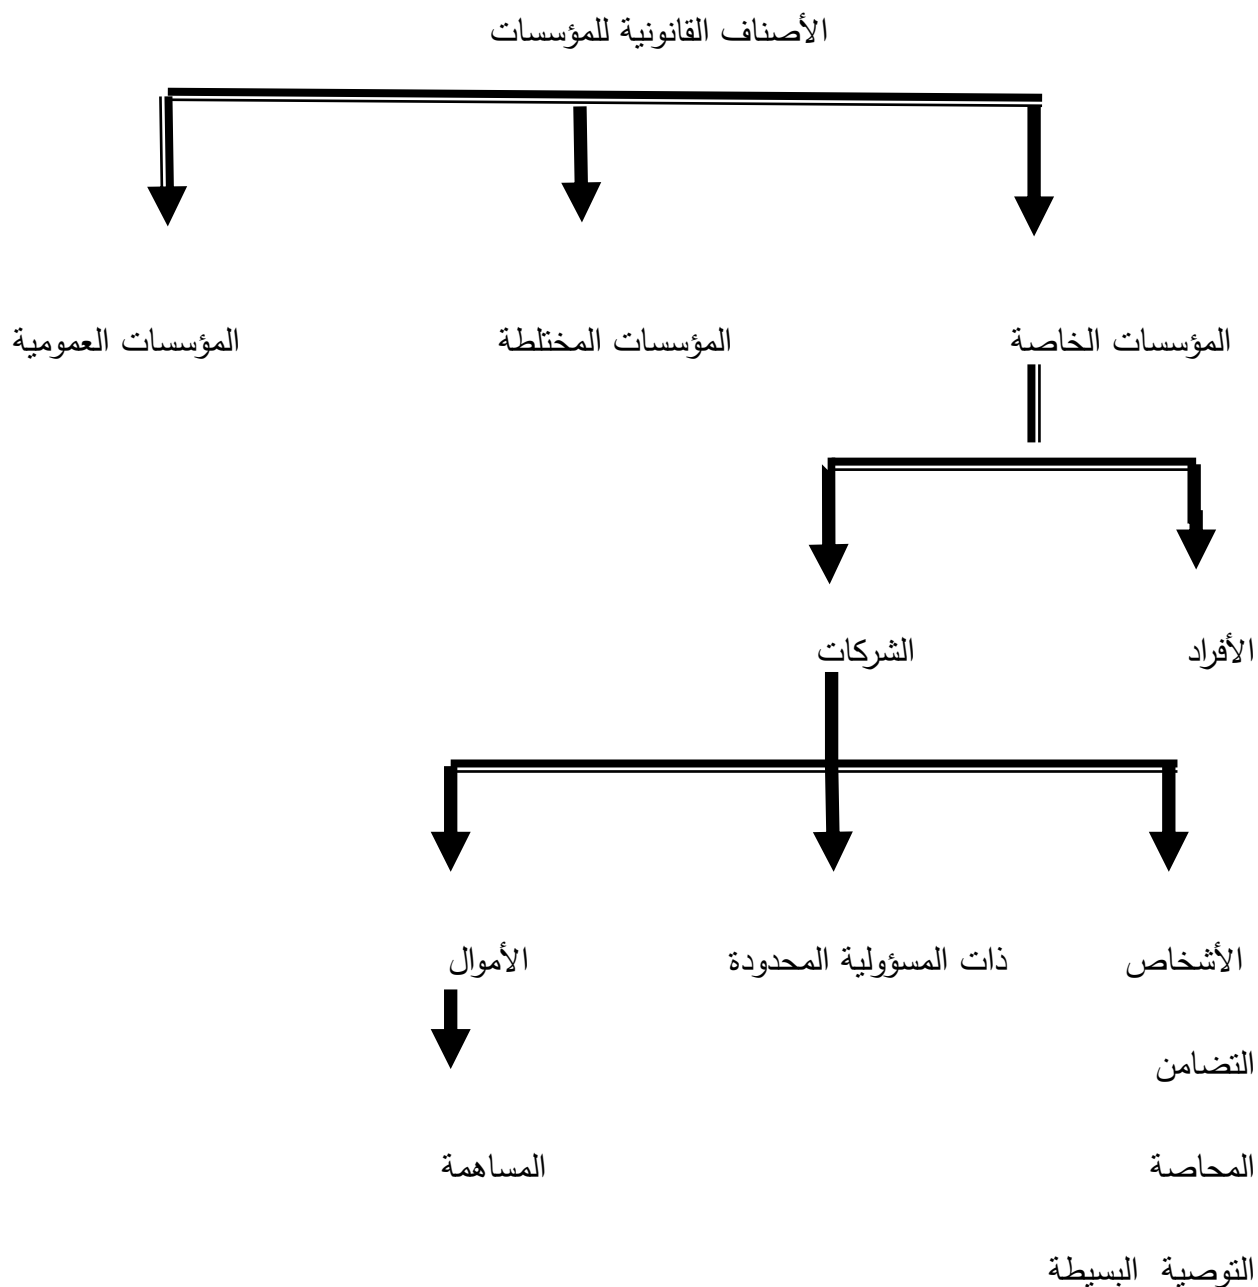 الأصناف القانونية للمؤسسات
المؤسسات الخاصة المؤسسات المختلطة المؤسسات العمومية
الأفراد الشركات
الأشخاص ذات المسؤولية المحدودة الأموال
التضامن
المحاصة المساهمة
التوصية البسيطة